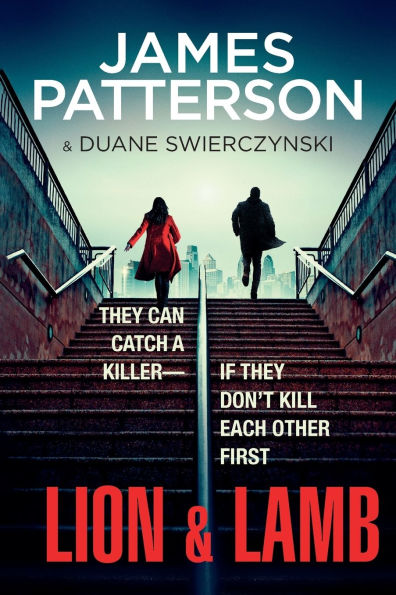 JAMES
PATTERSON
& DUANE SWIERCZYNSKI
THEY CAN
CATCH A
KILLER—
IF THEY
DON'T KILL
EACH OTHER
FIRST
LION & LAMB